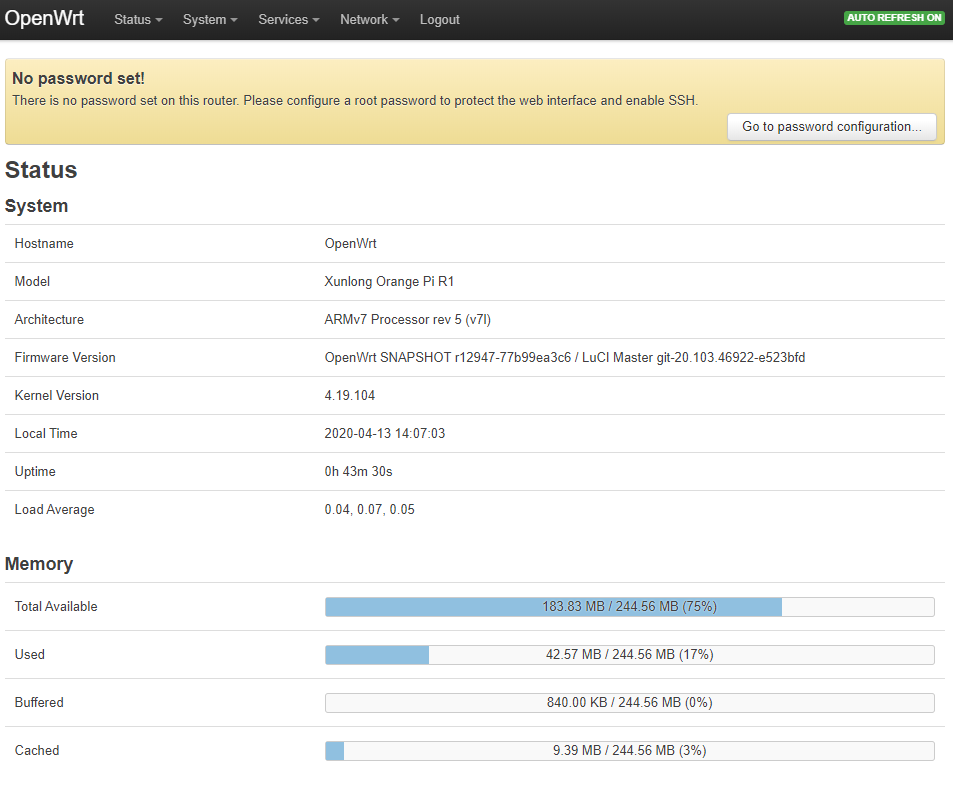 OpenWrt Status System Services Network Logout AUTO REFRESH ON
No password set!
There is no password set on this router. Please configure a root password to protect the web interface and enable SSH.
Go to password configuration...
Status
System
Hostname OpenWrt
Model Xunlong Orange Pi R1
Architecture ARMv7 Processor rev 5 (v7l)
Firmware Version OpenWrt SNAPSHOT r12947-77b99ea3c6 / LuCI Master git-20.103.46922-e523bfd
Kernel Version 4.19.104
Local Time 2020-04-13 14:07:03
Uptime 0h 43m 30s
Load Average 0.04, 0.07, 0.05
Memory
Total Available 183.83 MB / 244.56 MB (75%)
Used 42.57 MB / 244.56 MB (17%)
Buffered 840.00 KB / 244.56 MB (0%)
Cached 9.39 MB / 244.56 MB (3%)